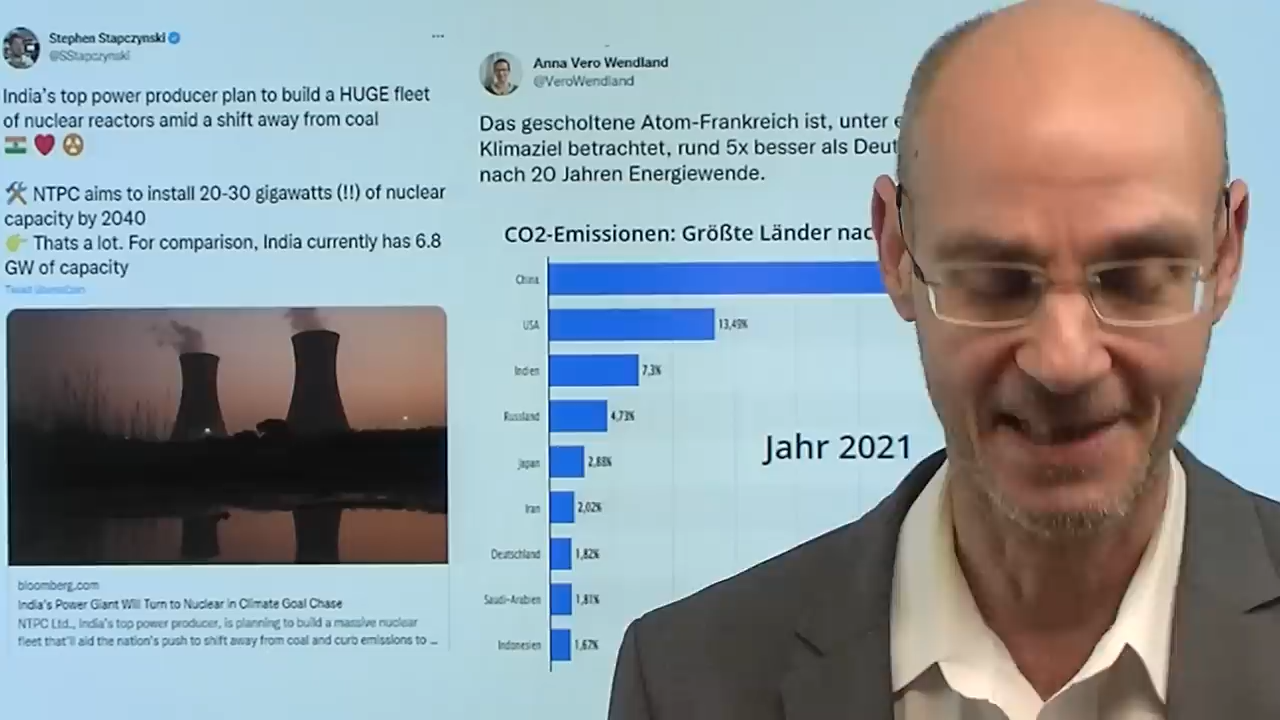 Stephen Stapczynski
@SStapczynski
India's top power producer plan to build a HUGE fleet
of nuclear reactors amid a shift away from coal
NTPC aims to install 20-30 gigawatts (!!) of nuclear
capacity by 2040
Thats a lot. For comparison, India currently has 6.8
GW of capacity
bloomberg.com
India's Power Giant Will Turn to Nuclear in Climate Goal Chase
NTPC Ltd., India's top power producer, is planning to build a massive nuclear
fleet that'll aid the nation's push to shift away from coal and curb emissions to ...
Anna Vero Wendland
@VeroWendland
Das gescholtene Atom-Frankreich ist, unter
Klimaziel betrachtet, rund 5x besser als
nach 20 Jahren Energiewende.
CO2-Emissionen: Größte Länder
China
USA 13,49%
Indien 7,3%
Russland 4,73%
Japan 2,88%
Iran 2,02%
Deutschland 1,82%
Saudi-Arabien 1,81%
Indonesien 1,67%
Jahr 2021